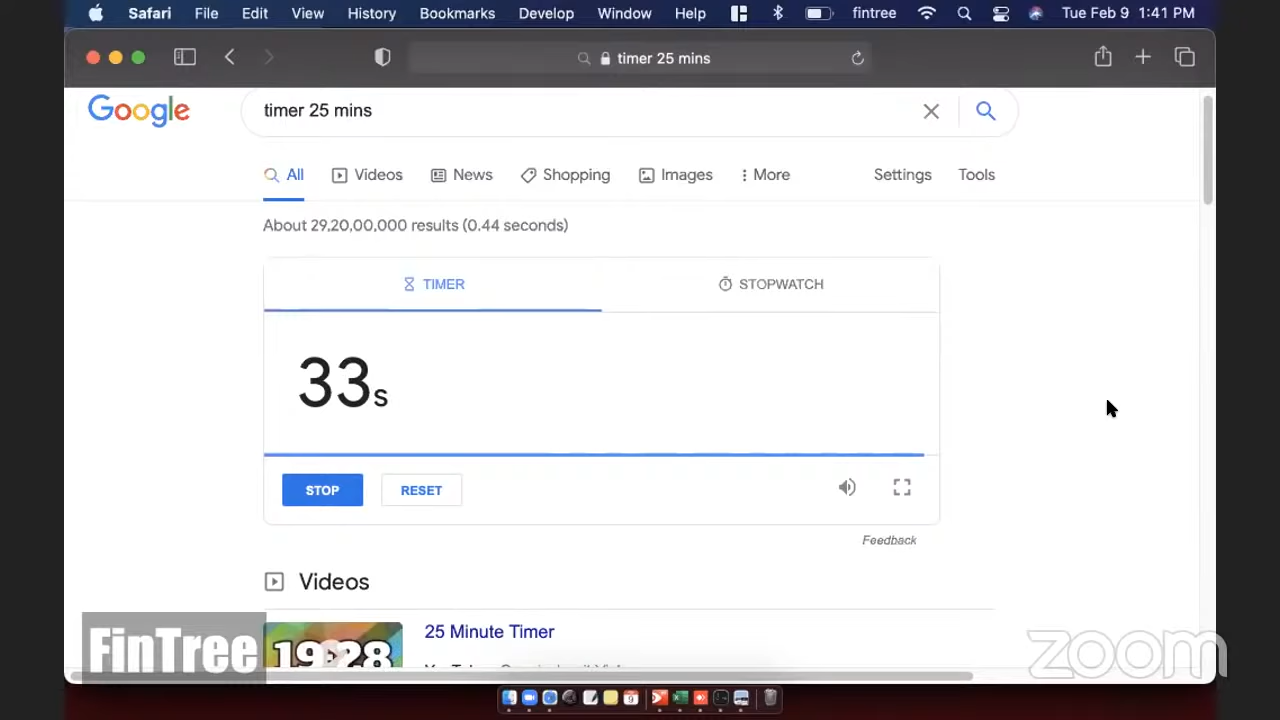 Safari File Edit View History Bookmarks Develop Window Help fintree Tue Feb 9 1:41 PM
timer 25 mins
Google timer 25 mins
All Videos News Shopping Images More Settings Tools
About 29,20,00,000 results (0.44 seconds)
TIMER STOPWATCH
33s
STOP RESET
Feedback
Videos
25 Minute Timer
FinTree 19:28
zoom